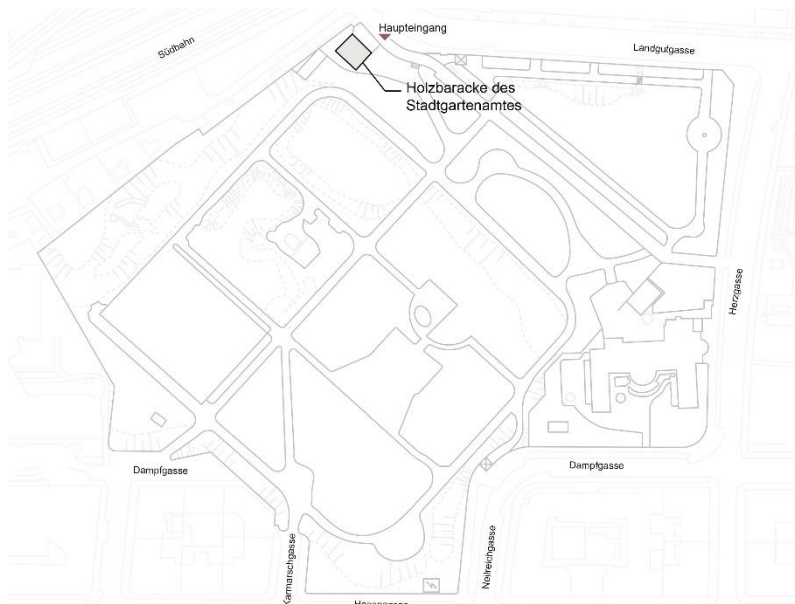 Haupteingang
Südbahn
Landgutgasse
Holzbaracke des
Stadtgartenamtes
Herzgasse
Dampfgasse
Dampfgasse
Neilreichgasse
Karmarschgasse